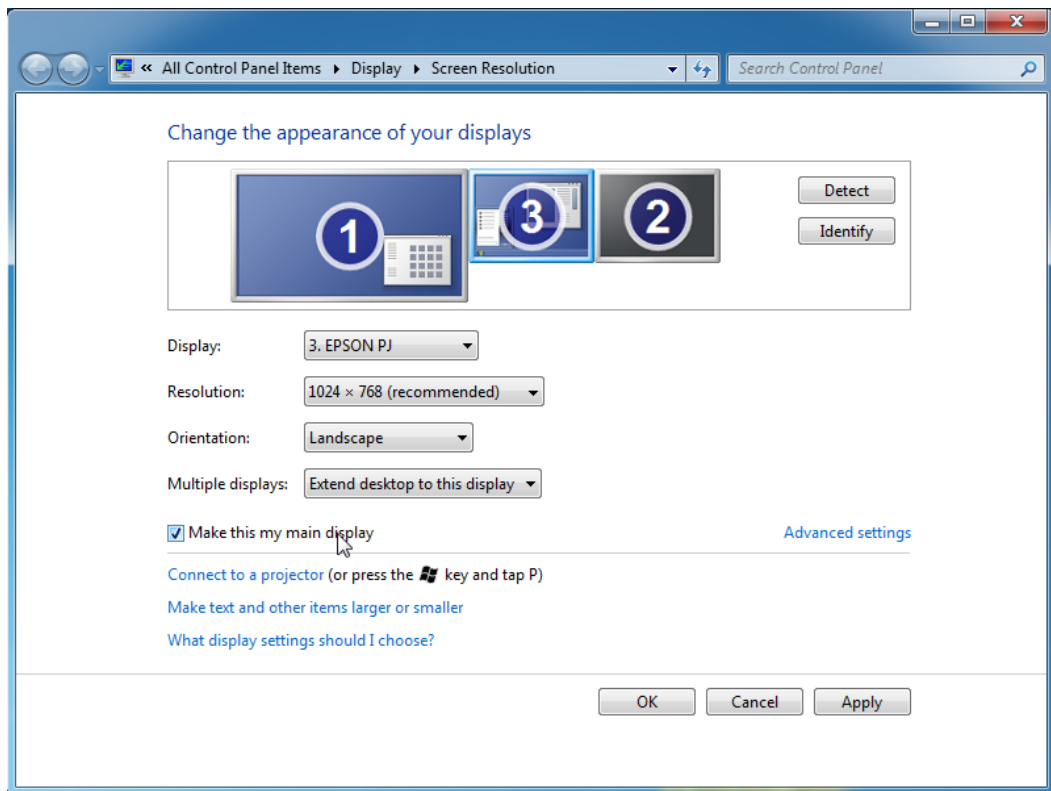 « All Control Panel Items ▸ Display ▸ Screen Resolution
Search Control Panel
Change the appearance of your displays
1
3
2
Detect
Identify
Display: 3. EPSON PJ
Resolution: 1024 × 768 (recommended)
Orientation: Landscape
Multiple displays: Extend desktop to this display
Make this my main display
Advanced settings
Connect to a projector (or press the key and tap P)
Make text and other items larger or smaller
What display settings should I choose?
OK Cancel Apply